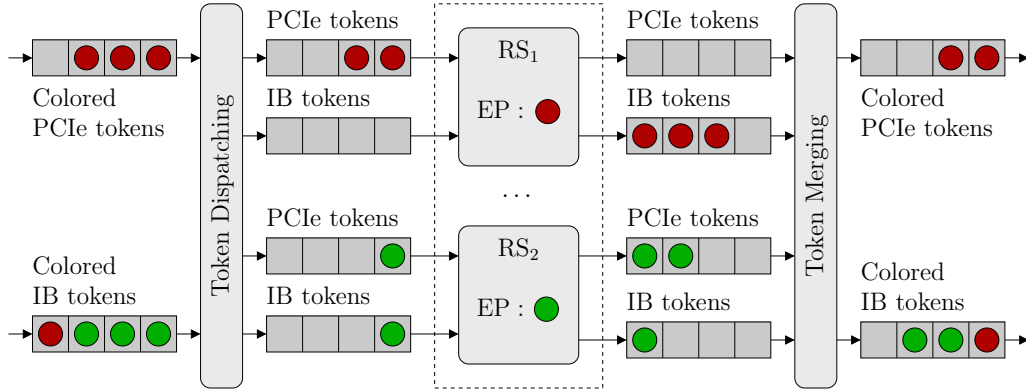 PCIe tokens
PCIe tokens
RS1
Colored
PCIe tokens
IB tokens
EP :
IB tokens
Colored
PCIe tokens
Token Dispatching
...
Token Merging
PCIe tokens
PCIe tokens
RS2
Colored
IB tokens
IB tokens
EP :
IB tokens
Colored
IB tokens